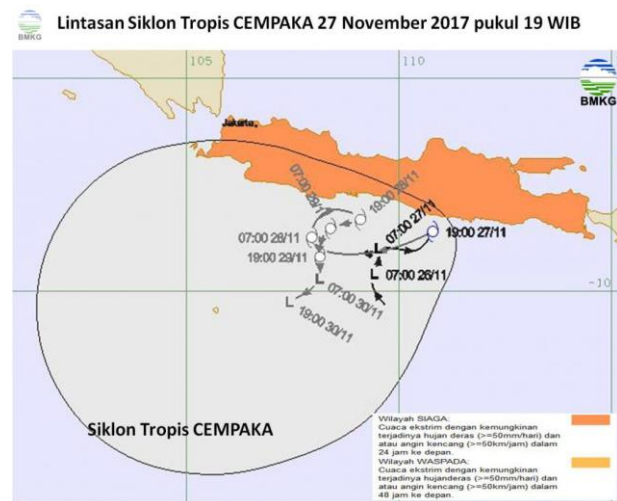 BMKG
Lintasan Siklon Tropis CEMPAKA 27 November 2017 pukul 19 WIB
105
110
BMKG
Jakarta
07:00 29/11
19:00 28/11
07:00 27/11
07:00 28/11
19:00 27/11
19:00 29/11
07:00 26/11
07:00 30/11
19:00 30/11
-10
L
L
L
L
Siklon Tropis CEMPAKA
Wilayah SIAGA:
Cuaca ekstrim dengan kemungkinan
terjadinya hujan deras (>=50mm/hari) dan
atau angin kencang (>=50km/jam) dalam
24 jam ke depan.
Wilayah WASPADA:
Cuaca ekstrim dengan kemungkinan
terjadinya hujanderas (>=50mm/hari) dan
atau angin kencang (>=50km/jam) dalam
48 jam ke depan.